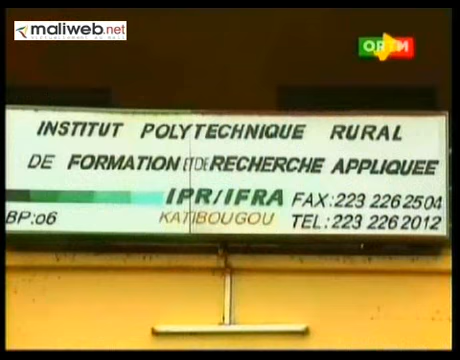 maliweb.net
ORTM
INSTITUT POLYTECHNIQUE RURAL
DE FORMATION ET DE RECHERCHE APPLIQUEE
IPR/IFRA FAX:223 226 2504
BP:06 KATIBOUGOU TEL:223 226 2012